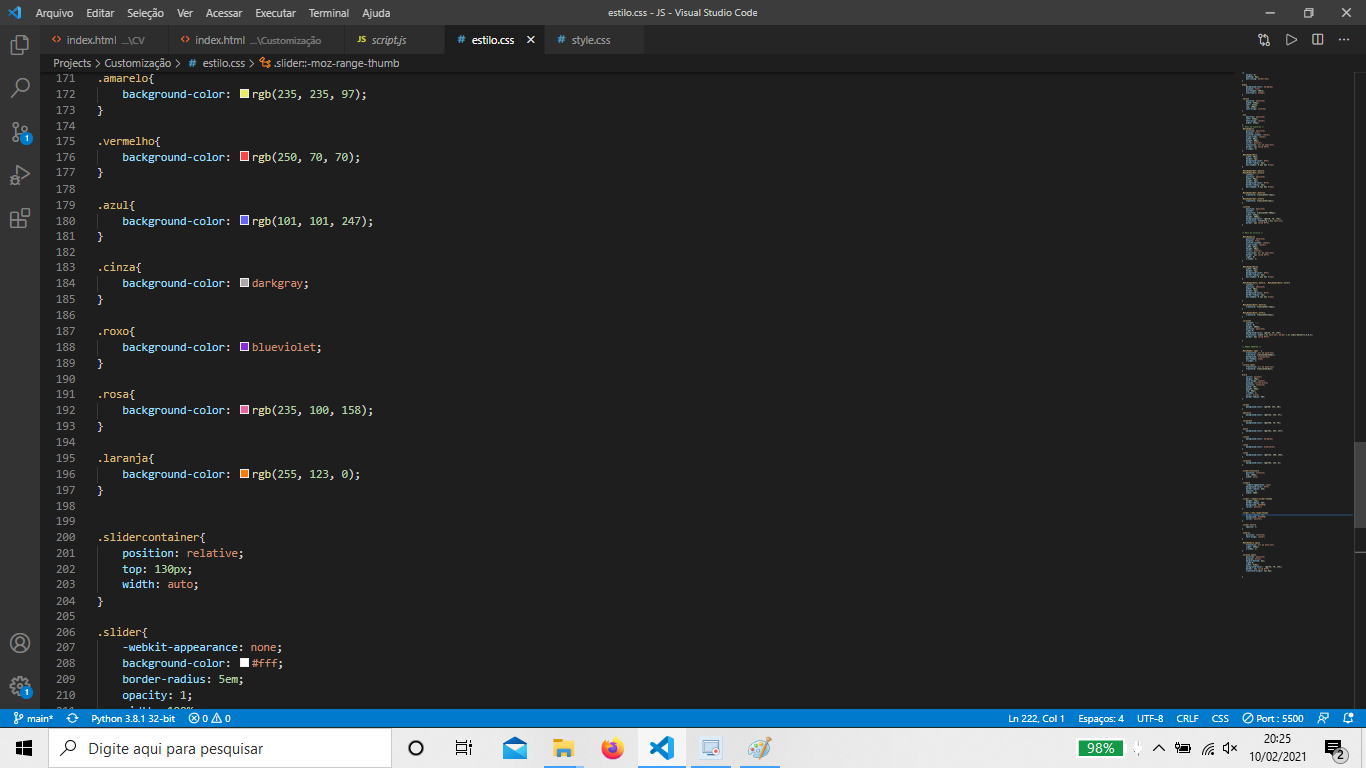 Arquivo Editar Seleção Ver Acessar Executar Terminal Ajuda estilo.css - JS - Visual Studio Code
index.html ...\CV index.html ...\Customização JS script.js # estilo.css # style.css
Projects > Customização > # estilo.css > .slider::-moz-range-thumb
171 .amarelo{
172 background-color: rgb(235, 235, 97);
173 }
174
175 .vermelho{
176 background-color: rgb(250, 70, 70);
177 }
178
179 .azul{
180 background-color: rgb(101, 101, 247);
181 }
182
183 .cinza{
184 background-color: darkgray;
185 }
186
187 .roxo{
188 background-color: blueviolet;
189 }
190
191 .rosa{
192 background-color: rgb(235, 100, 158);
193 }
194
195 .laranja{
196 background-color: rgb(255, 123, 0);
197 }
198
199
200 .slidercontainer{
201 position: relative;
202 top: 130px;
203 width: auto;
204 }
205
206 .slider{
207 -webkit-appearance: none;
208 background-color: #fff;
209 border-radius: 5em;
210 opacity: 1;
1
1
main* Python 3.8.1 32-bit 0 0 Ln 222, Col 1 Espaços: 4 UTF-8 CRLF CSS Port : 5500
Digite aqui para pesquisar
98%
20:25
10/02/2021
2